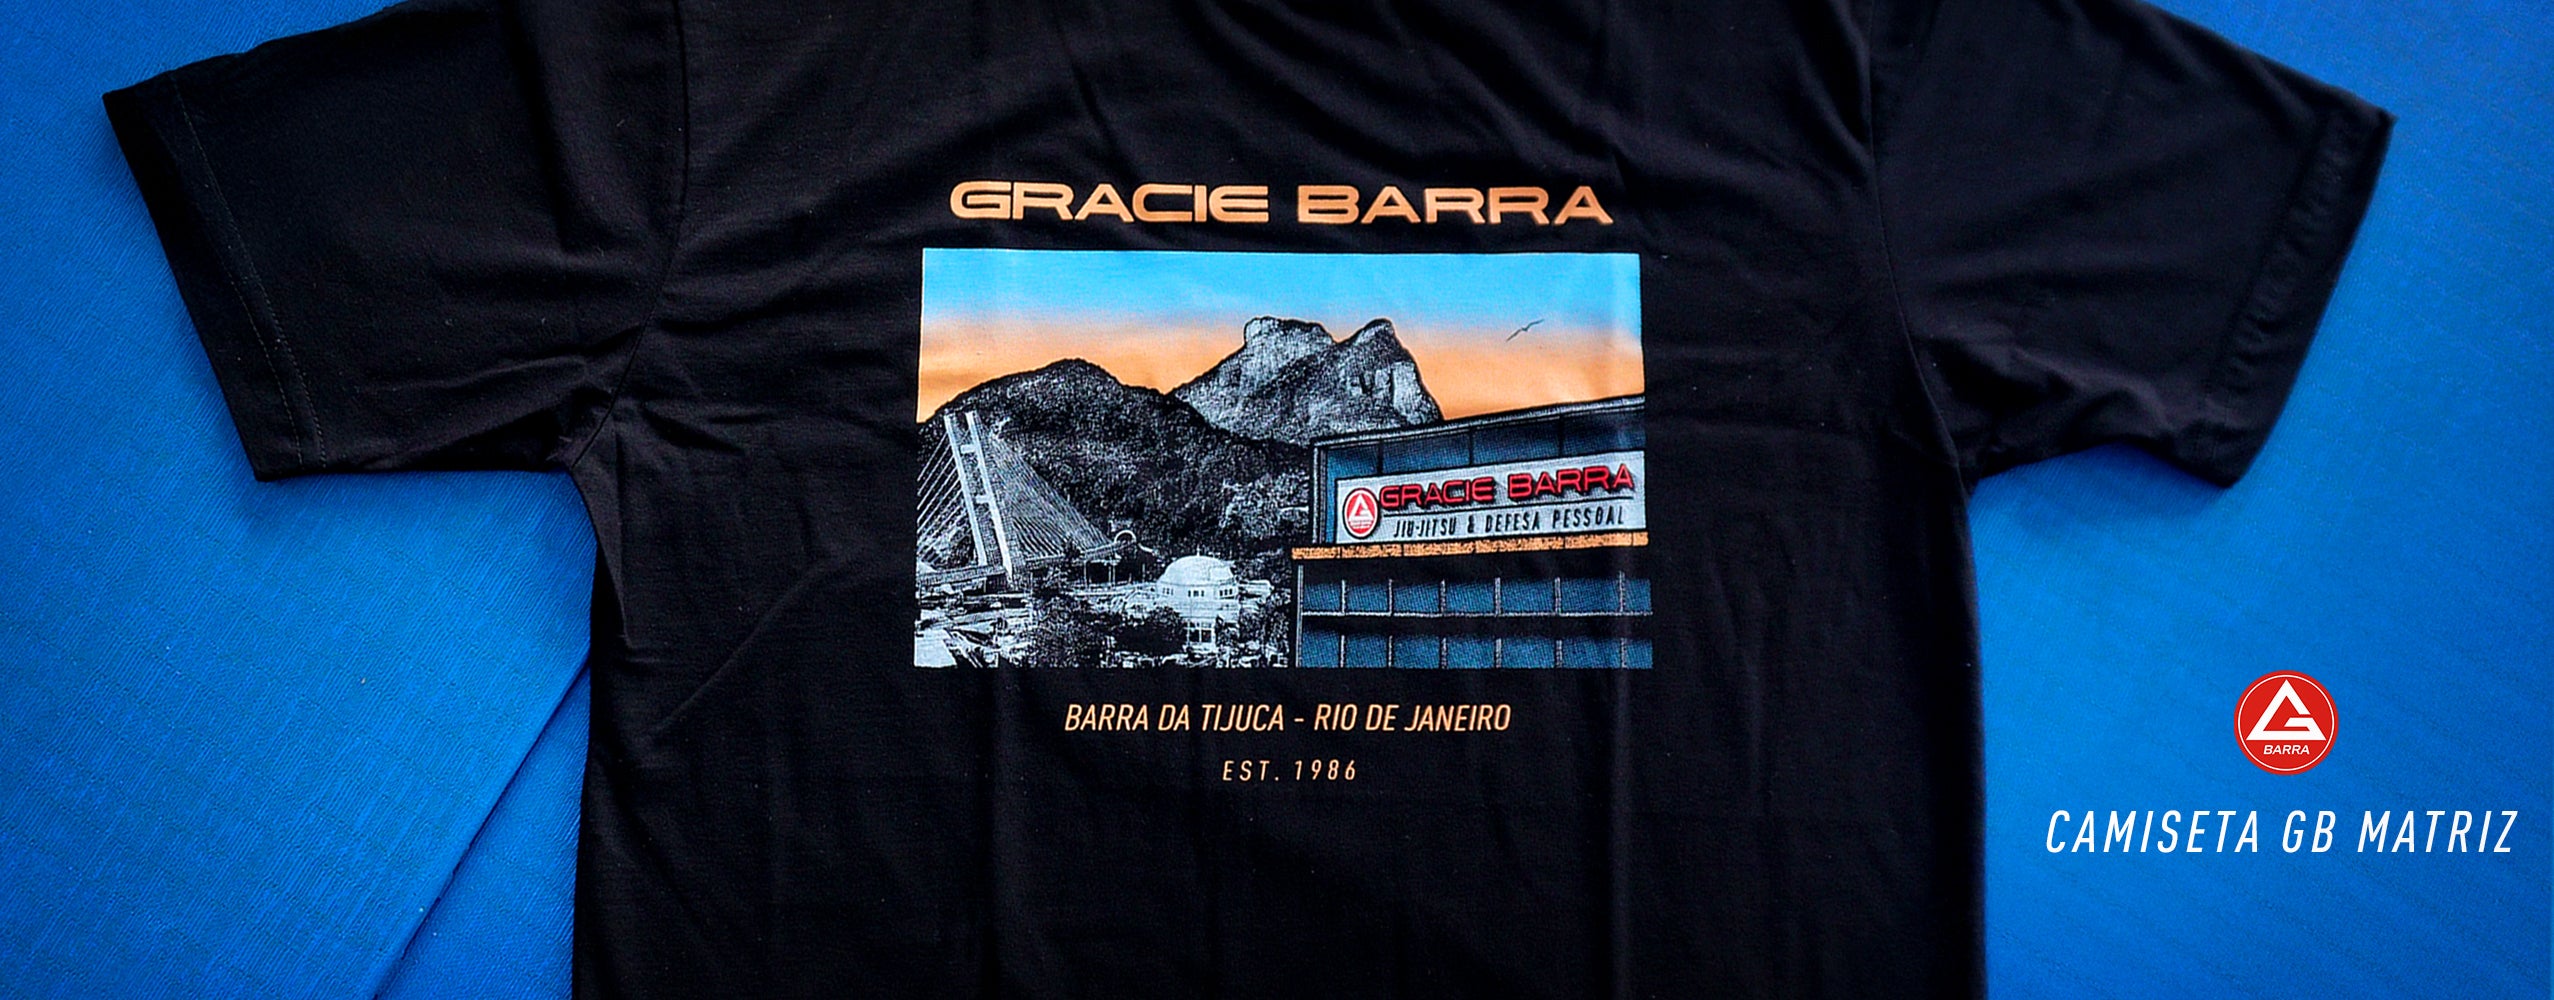 GRACIE BARRA
GRACIE BARRA
JIU-JITSU & DEFESA PESSOAL
BARRA DA TIJUCA - RIO DE JANEIRO
EST. 1986
BARRA
CAMISETA GB MATRIZ